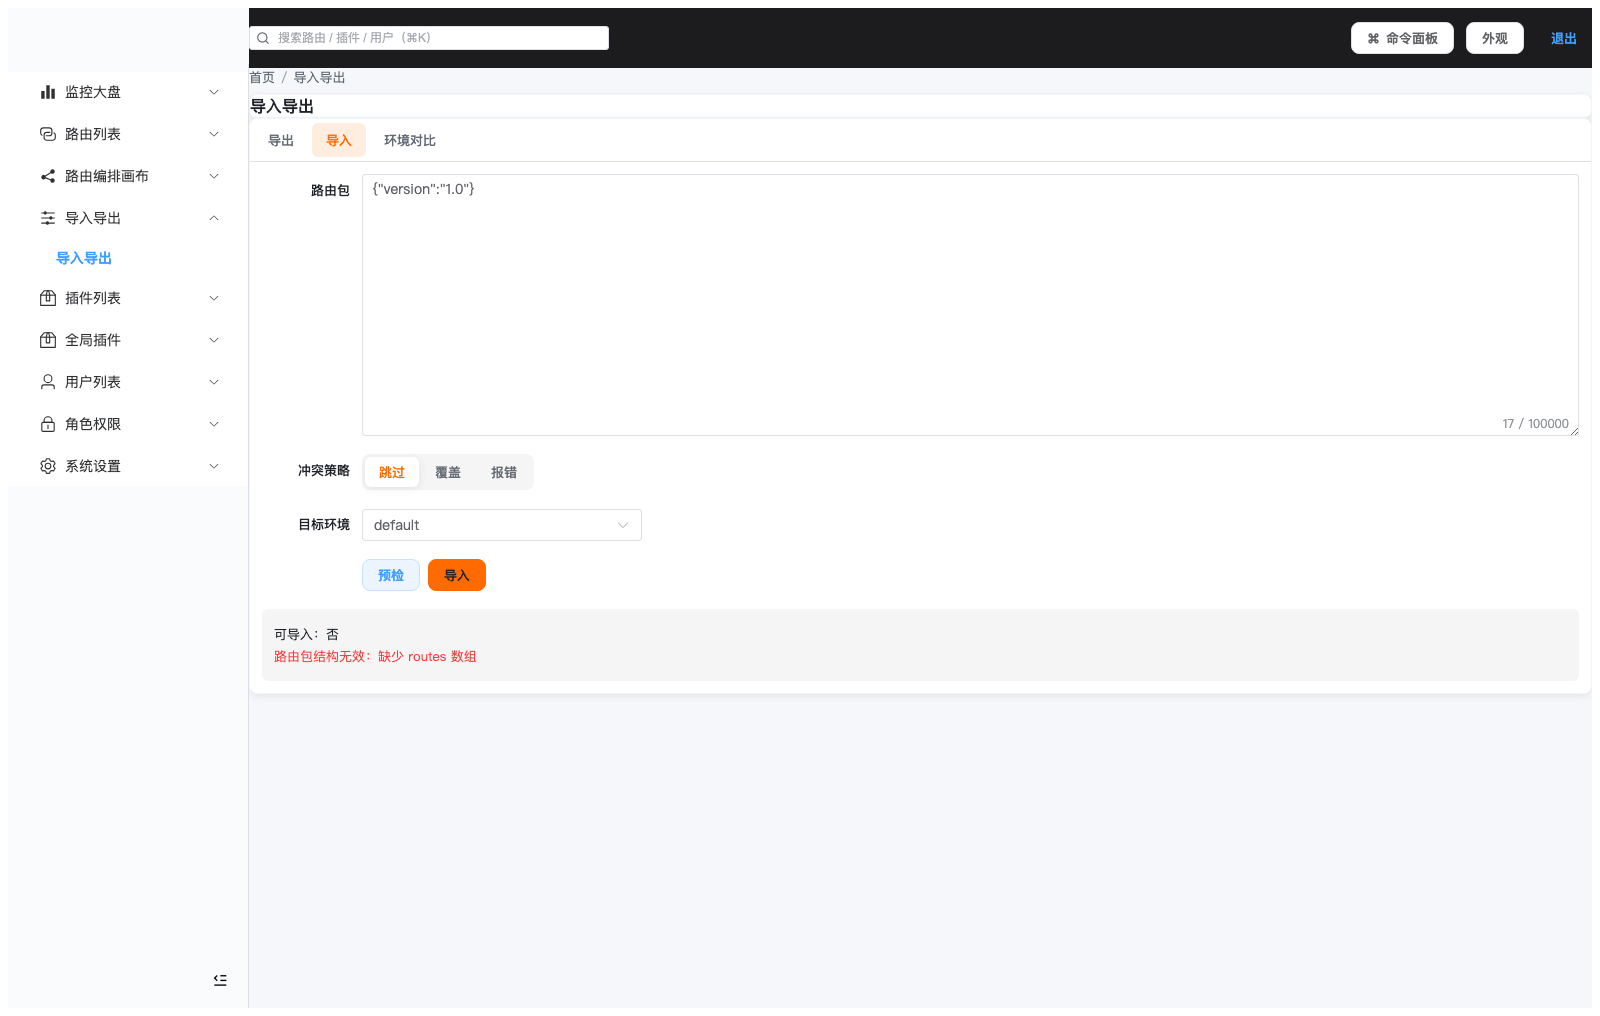 搜索路由 / 插件 / 用户（⌘K）
⌘ 命令面板
外观
退出
监控大盘
路由列表
路由编排画布
导入导出
导入导出
插件列表
全局插件
用户列表
角色权限
系统设置
首页 / 导入导出
导入导出
导出
导入
环境对比
路由包
{"version":"1.0"}
17 / 100000
冲突策略
跳过
覆盖
报错
目标环境
default
预检
导入
可导入：否
路由包结构无效：缺少 routes 数组